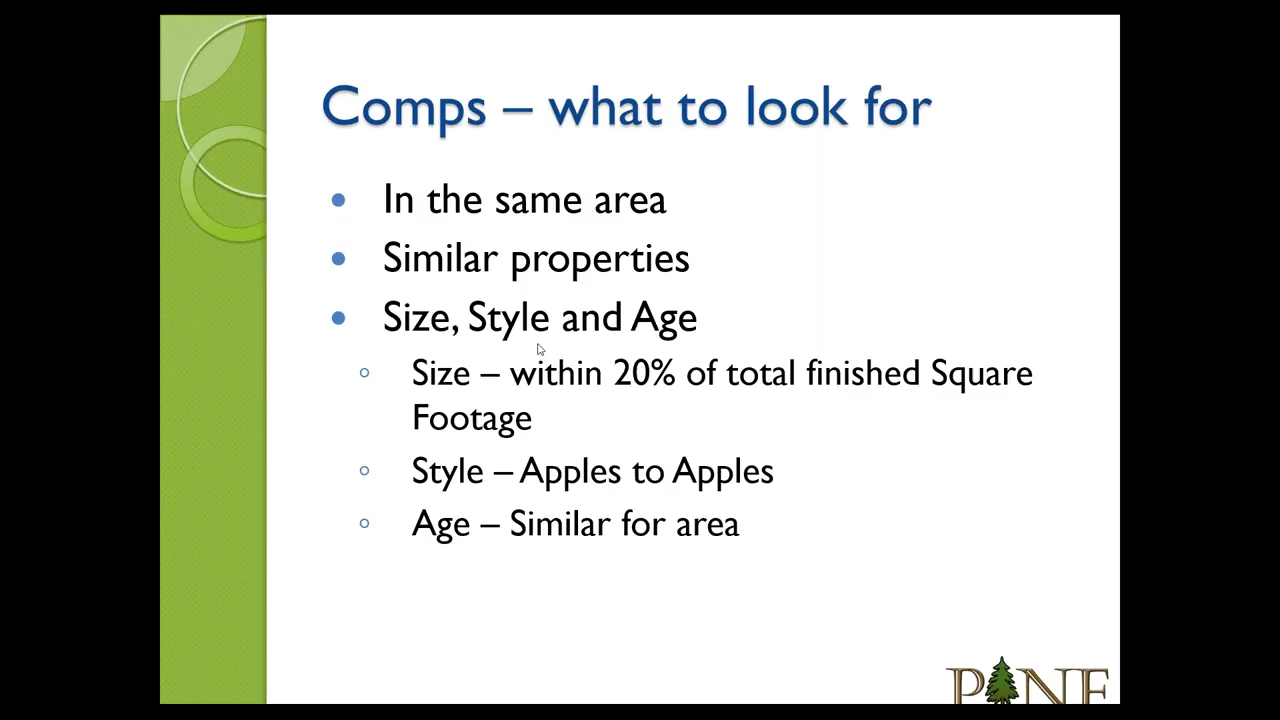 Comps – what to look for
In the same area
Similar properties
Size, Style and Age
Size – within 20% of total finished Square
Footage
Style – Apples to Apples
Age – Similar for area
PINE